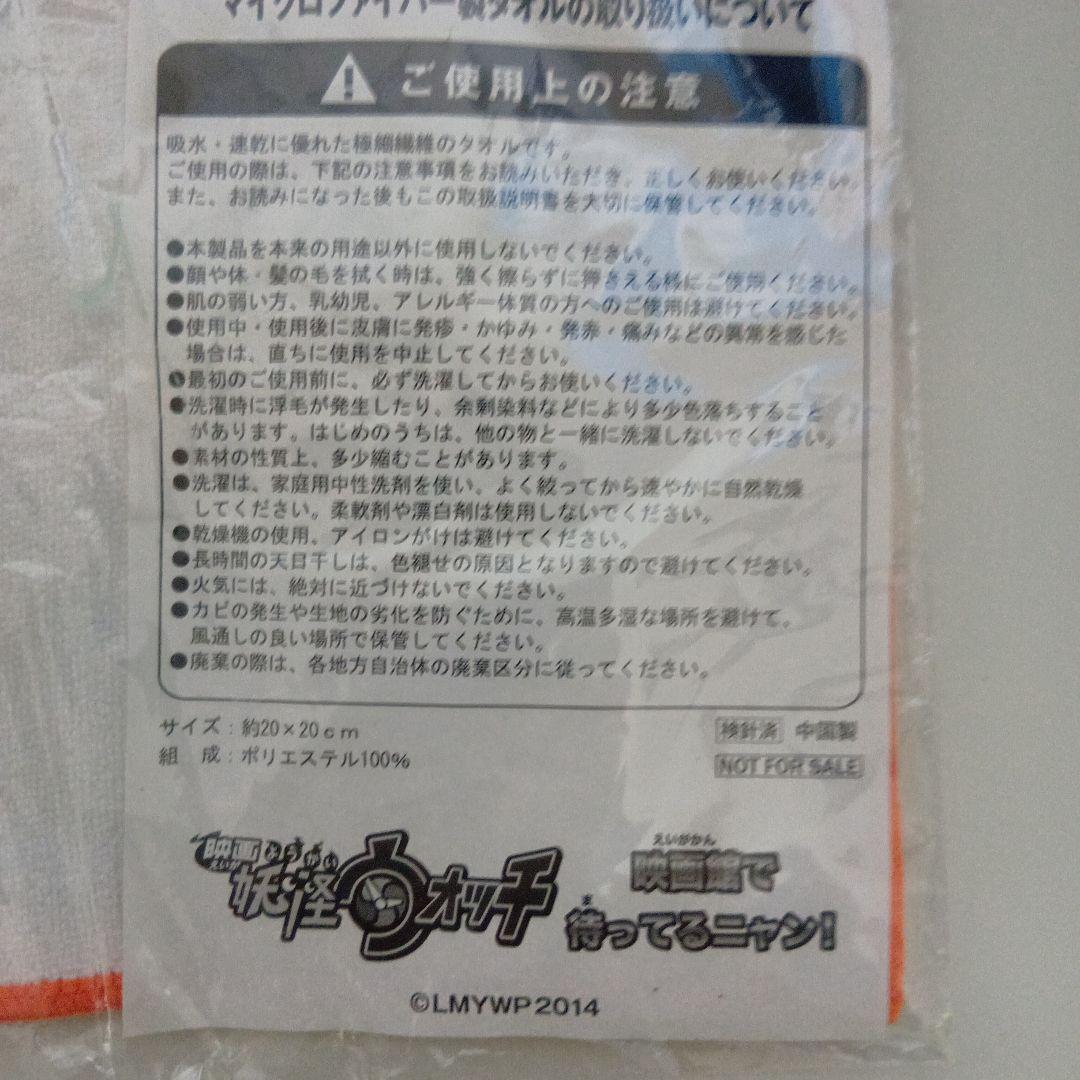 マイクロファイバー製タオルの取り扱いについて
ご使用上の注意
吸水・速乾に優れた極細繊維のタオルです。
ご使用の際は、下記の注意事項をお読みいただき、正しくお使いください。
また、お読みになった後もこの取扱説明書を大切に保管してください。
●本製品を本来の用途以外に使用しないでください。
●顔や体・髪の毛を拭く時は、強く擦らずに押さえる様にご使用ください。
●肌の弱い方、乳幼児、アレルギー体質の方へのご使用は避けてください。
●使用中・使用後に皮膚に発疹・かゆみ・発赤・痛みなどの異常を感じた
場合は、直ちに使用を中止してください。
●最初のご使用前に、必ず洗濯してからお使いください。
●洗濯時に浮毛が発生したり、余剰染料などにより多少色落ちすること
があります。はじめのうちは、他の物と一緒に洗濯しないでください。
●素材の性質上、多少縮むことがあります。
●洗濯は、家庭用中性洗剤を使い、よく絞ってから速やかに自然乾燥
してください。柔軟剤や漂白剤は使用しないでください。
●乾燥機の使用、アイロンがけは避けてください。
●長時間の天日干しは、色褪せの原因となりますので避けてください。
●火気には、絶対に近づけないでください。
●カビの発生や生地の劣化を防ぐために、高温多湿な場所を避けて、
風通しの良い場所で保管してください。
●廃棄の際は、各地方自治体の廃棄区分に従ってください。
サイズ：約20×20cm
検針済 中国製
組 成：ポリエステル100%
NOT FOR SALE
映画 ようかい
えいが
妖怪ウォッチ
えいがかん
映画館で
ま
待ってるニャン!
©LMYWP2014